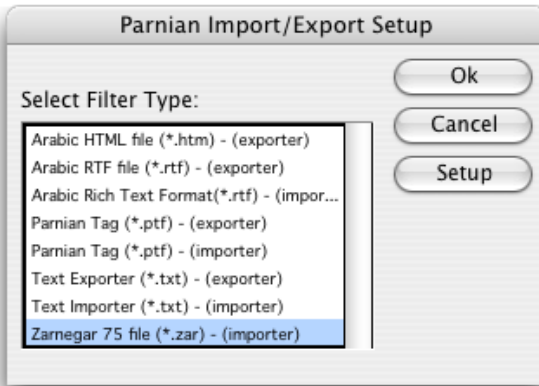 Parnian Import/Export Setup
Select Filter Type:
Arabic HTML file (*.htm) - (exporter)
Arabic RTF file (*.rtf) - (exporter)
Arabic Rich Text Format(*.rtf) - (impor...
Parnian Tag (*.ptf) - (exporter)
Parnian Tag (*.ptf) - (importer)
Text Exporter (*.txt) - (exporter)
Text Importer (*.txt) - (importer)
Zarnegar 75 file (*.zar) - (importer)
Ok
Cancel
Setup